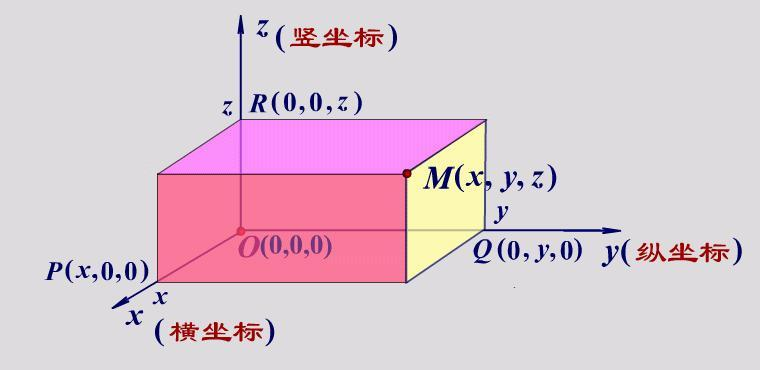 z (竖坐标)
z R(0,0,z)
M(x, y, z)
y
O(0,0,0)
Q(0, y,0) y(纵坐标)
P(x,0,0)
x
x (横坐标)